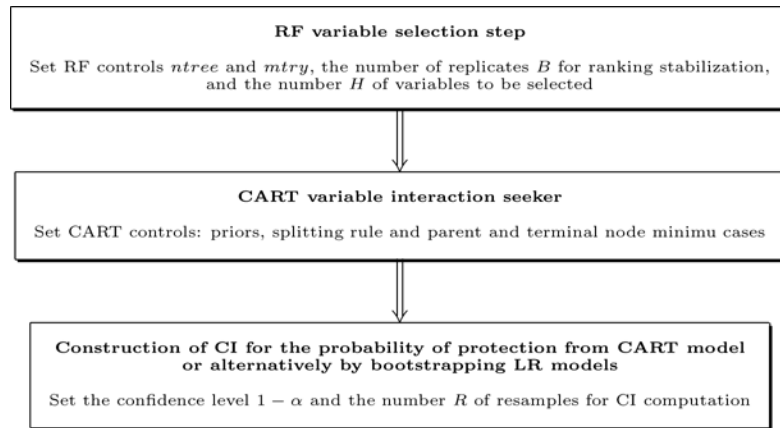 RF variable selection step
Set RF controls ntree and mtry, the number of replicates B for ranking stabilization,
and the number H of variables to be selected
CART variable interaction seeker
Set CART controls: priors, splitting rule and parent and terminal node minimu cases
Construction of CI for the probability of protection from CART model
or alternatively by bootstrapping LR models
Set the confidence level 1 − α and the number R of resamples for CI computation